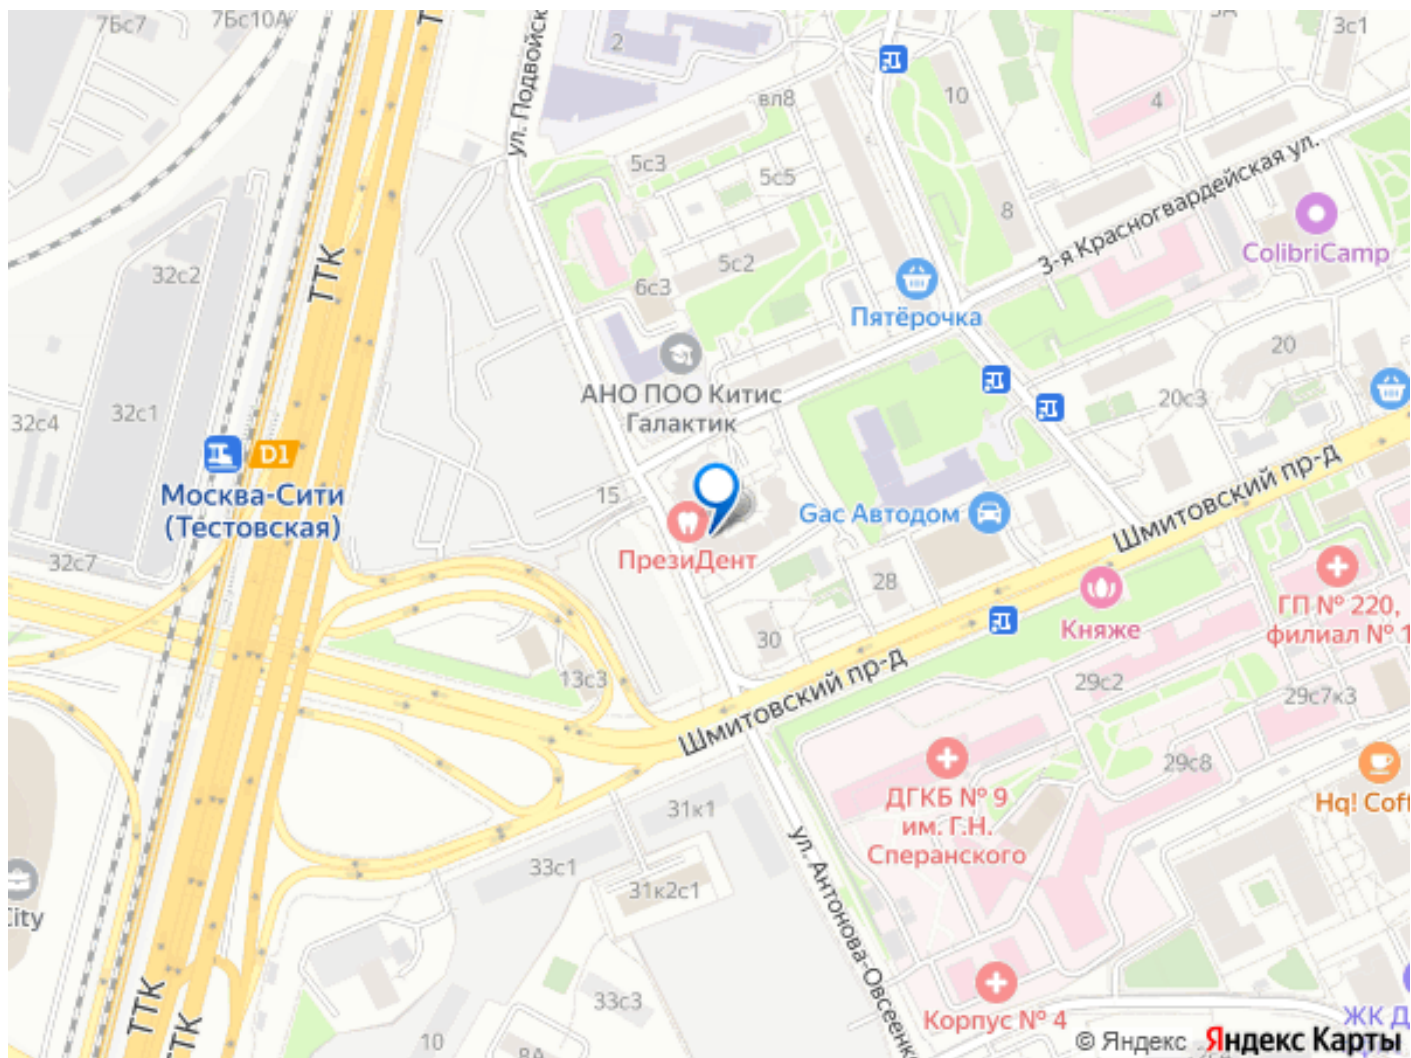 7Бс7
7Бс10А
ТТК
ул. Подвойск
2
вл8
10
3А
3с1
4
5с3
5с5
8
3-я Красногвардейская ул.
ColibriCamp
32с2
ТТК
5с2
6с3
Пятёрочка
20
АНО ПОО Китис
Галактик
20с3
32с4
32с1
D1
Москва-Сити
(Тестовская)
15
ПрезиДент
Gac Автодом
Шмитовский пр-д
32с7
28
Княже
ГП № 220,
филиал № 1
30
13с3
Шмитовский пр-д
29с2
29с7к3
29с8
ДГКБ № 9
им. Г.Н.
Сперанского
Hq! Coff
31к1
33с1
31к2с1
City
ул. Антонова-Овсеенко
33с3
Корпус № 4
ТТК
ТТК
10
8А
ЖК Д
© Яндекс Яндекс Карты